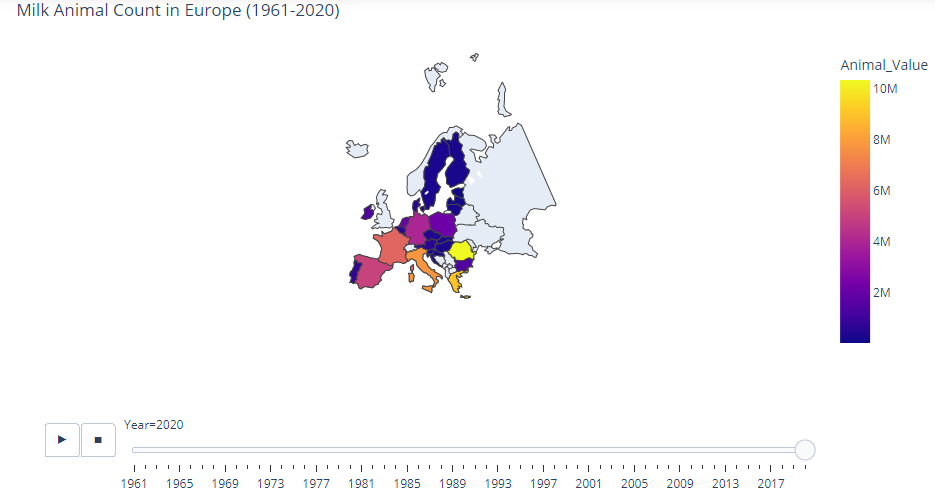 Milk Animal Count in Europe (1961-2020)
Animal_Value
10M
8M
6M
4M
2M
Year=2020
1961 1965 1969 1973 1977 1981 1985 1989 1993 1997 2001 2005 2009 2013 2017